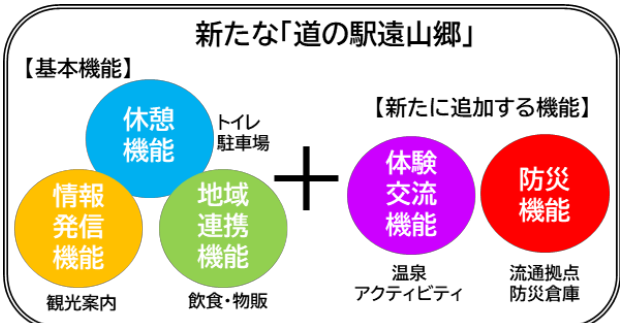 新たな「道の駅遠山郷」
【基本機能】
休憩
機能
トイレ
駐車場
情報
発信
機能
観光案内
地域
連携
機能
飲食・物販
＋
【新たに追加する機能】
体験
交流
機能
温泉
アクティビティ
防災
機能
流通拠点
防災倉庫